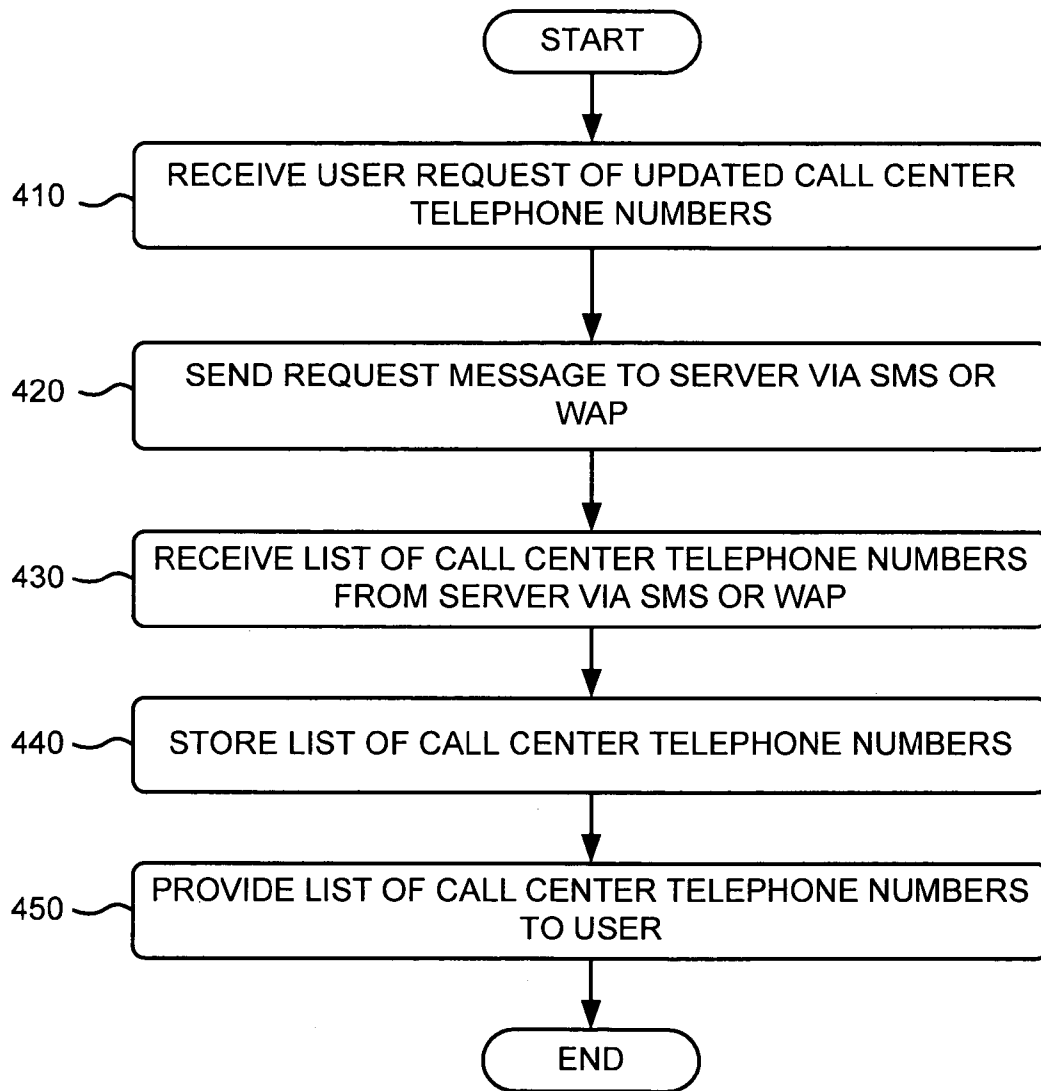 START
410
RECEIVE USER REQUEST OF UPDATED CALL CENTER
TELEPHONE NUMBERS
420
SEND REQUEST MESSAGE TO SERVER VIA SMS OR
WAP
430
RECEIVE LIST OF CALL CENTER TELEPHONE NUMBERS
FROM SERVER VIA SMS OR WAP
440
STORE LIST OF CALL CENTER TELEPHONE NUMBERS
450
PROVIDE LIST OF CALL CENTER TELEPHONE NUMBERS
TO USER
END